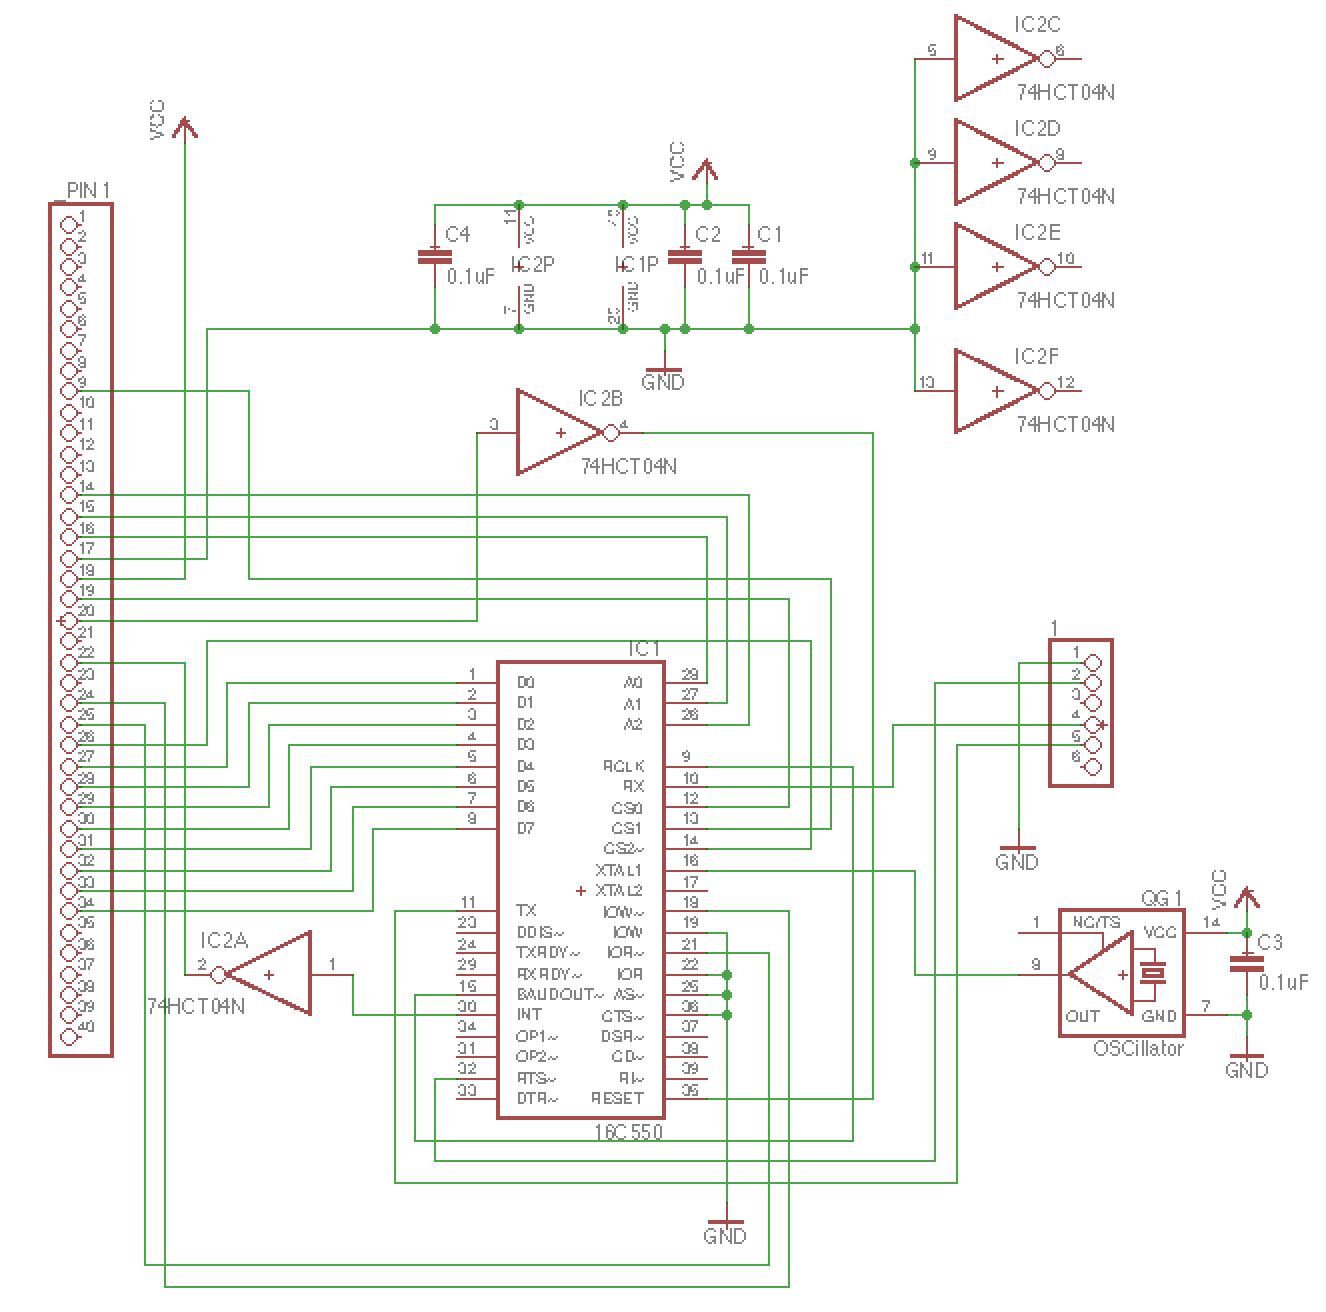 IC2C
5
6
74HCT04N
IC2D
9
8
74HCT04N
IC2E
11
10
74HCT04N
IC2F
13
12
74HCT04N
VCC
VCC
C4
0.1uF
VCC
IC2P
GND
7
VCC
IC1P
GND
C2
0.1uF
C1
0.1uF
GND
_PIN 1
1
2
3
4
5
6
7
8
9
10
11
12
13
14
15
16
17
18
19
20
21
22
23
24
25
26
27
28
29
30
31
32
33
34
35
36
37
38
39
40
IC2B
3
4
74HCT04N
IC2A
2
1
74HCT04N
IC1
1 D0
2 D1
3 D2
4 D3
5 D4
6 D5
7 D6
8 D7
11 TX
23 DDIS~
24 TXRDY~
29 RXRDY~
15 BAUDOUT~
30 INT
34 OP1~
31 OP2~
32 RTS~
33 DTR~
A0 28
A1 27
A2 26
RCLK 9
RX 10
CS0 12
CS1 13
CS2~ 14
XTAL1 16
XTAL2 17
IOW~ 18
IOW 19
IOR~ 21
IOR 22
AS~ 25
CTS~ 36
DSR~ 37
CD~ 38
RI~ 39
RESET 35
16C550
GND
1
1
2
3
4
5
6
GND
QG1
VCC
1
NC/TS
VCC
14
8
OUT
GND
7
OSCillator
C3
0.1uF
GND